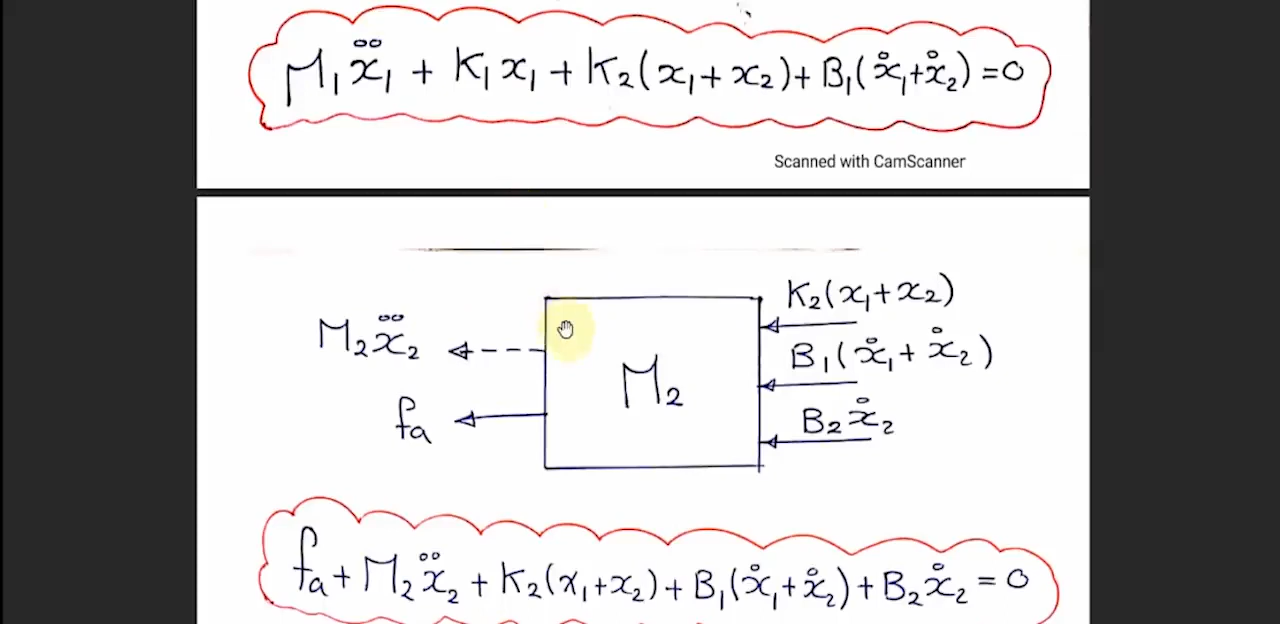 M₁ẍ₁ + K₁x₁ + K₂(x₁+x₂) + B₁(ẋ₁+ẋ₂) = 0
Scanned with CamScanner
K₂(x₁+x₂)
M₂ẍ₂
B₁(ẋ₁+ẋ₂)
M₂
fa
B₂ẋ₂
fa + M₂ẍ₂ + K₂(x₁+x₂) + B₁(ẋ₁+ẋ₂) + B₂ẋ₂ = 0